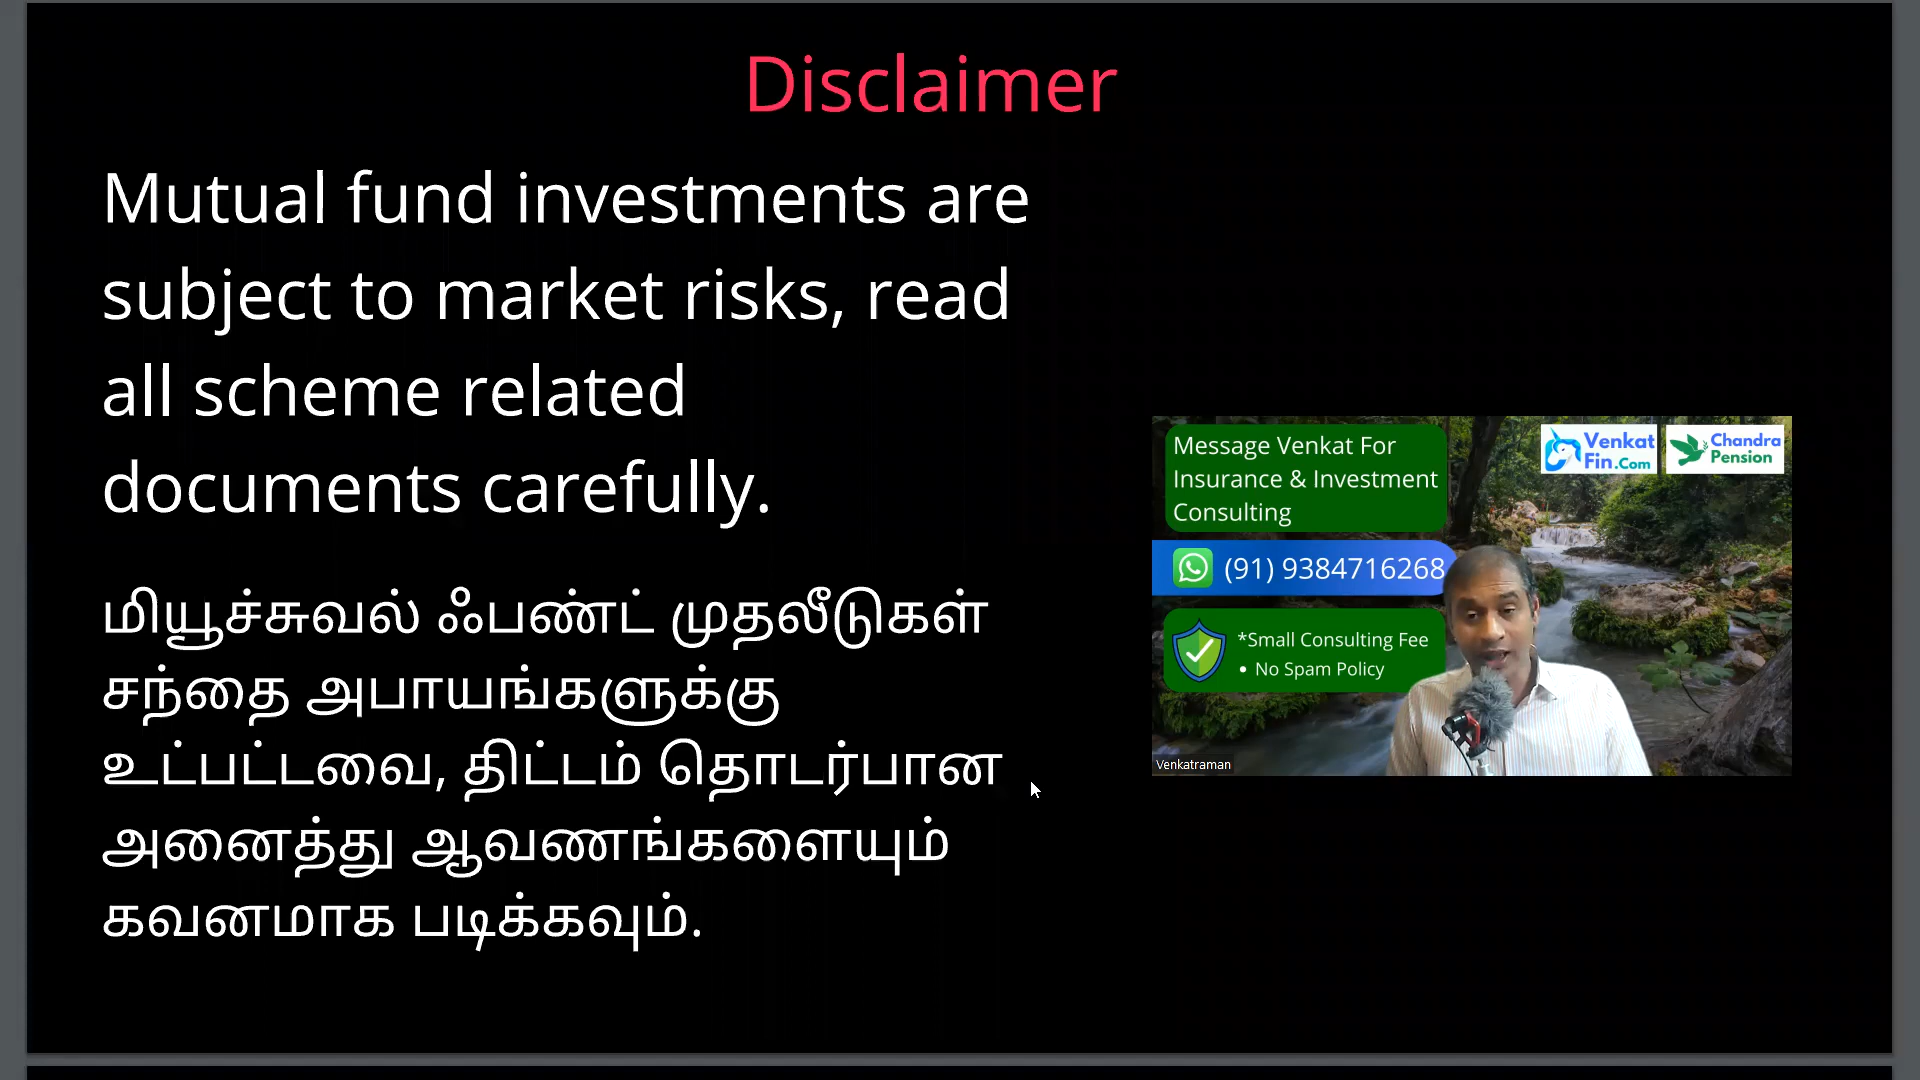 Disclaimer
Mutual fund investments are
subject to market risks, read
all scheme related
documents carefully.
மியூச்சுவல் ஃபண்ட் முதலீடுகள்
சந்தை அபாயங்களுக்கு
உட்பட்டவை, திட்டம் தொடர்பான
அனைத்து ஆவணங்களையும்
கவனமாக படிக்கவும்.
Message Venkat For
Insurance & Investment
Consulting
(91) 9384716268
*Small Consulting Fee
• No Spam Policy
Venkat
Fin.Com
Chandra
Pension
Venkatraman